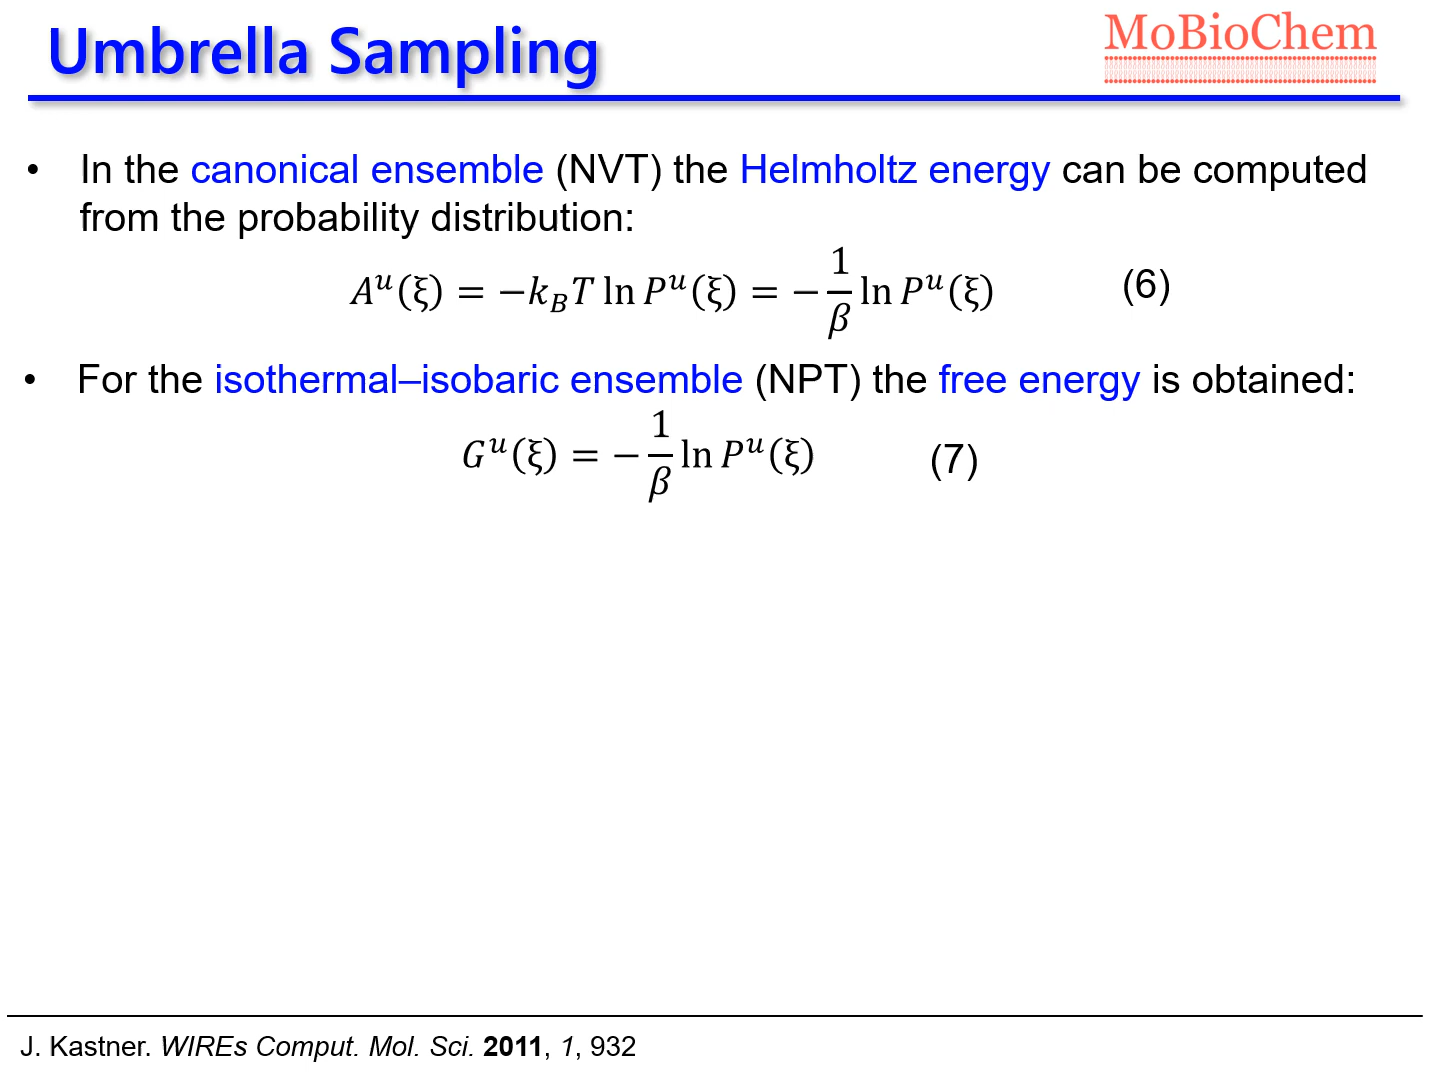 Umbrella Sampling
MoBioChem
• In the canonical ensemble (NVT) the Helmholtz energy can be computed
from the probability distribution:
$A^u(ξ) = -k_B T \ln P^u(ξ) = -\frac{1}{β} \ln P^u(ξ)$ (6)
• For the isothermal–isobaric ensemble (NPT) the free energy is obtained:
$G^u(ξ) = -\frac{1}{β} \ln P^u(ξ)$ (7)
J. Kastner. WIREs Comput. Mol. Sci. 2011, 1, 932